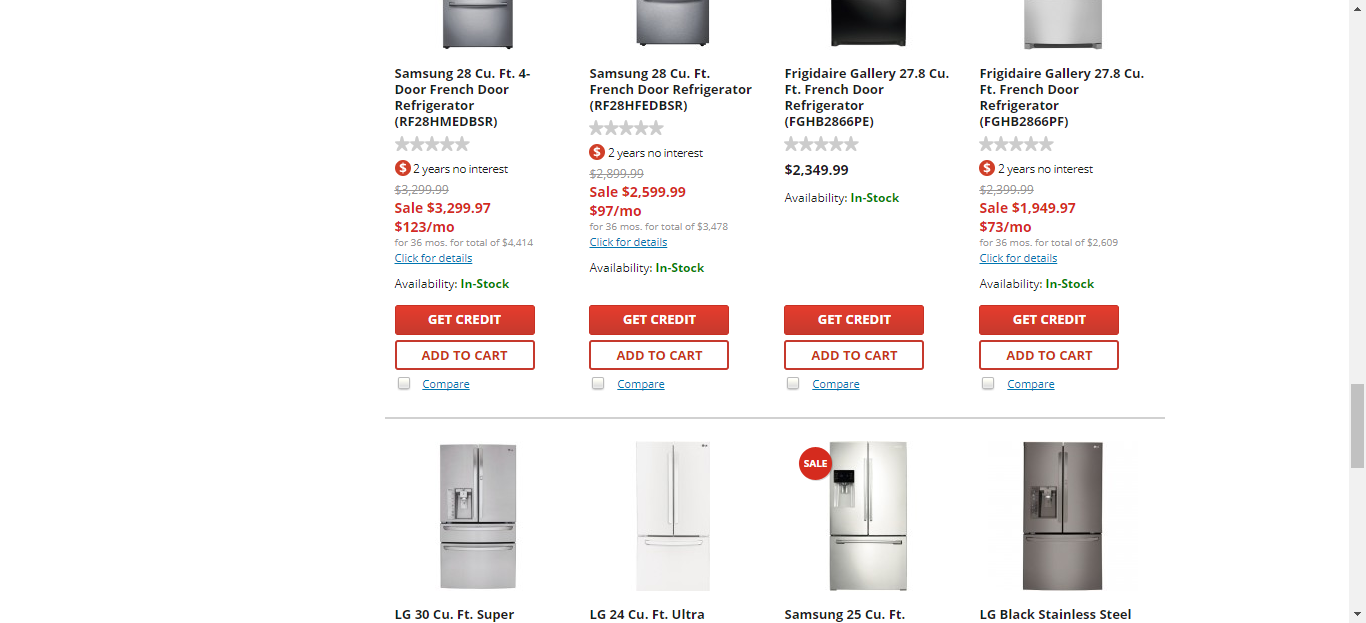 Samsung 28 Cu. Ft. 4-
Door French Door
Refrigerator
(RF28HMEDBSR)
2 years no interest
$3,299.99
Sale $3,299.97
$123/mo
for 36 mos. for total of $4,414
Click for details
Availability: In-Stock
GET CREDIT
ADD TO CART
Compare
Samsung 28 Cu. Ft.
French Door Refrigerator
(RF28HFEDBSR)
2 years no interest
$2,899.99
Sale $2,599.99
$97/mo
for 36 mos. for total of $3,478
Click for details
Availability: In-Stock
GET CREDIT
ADD TO CART
Compare
Frigidaire Gallery 27.8 Cu.
Ft. French Door
Refrigerator
(FGHB2866PE)
$2,349.99
Availability: In-Stock
GET CREDIT
ADD TO CART
Compare
Frigidaire Gallery 27.8 Cu.
Ft. French Door
Refrigerator
(FGHB2866PF)
2 years no interest
$2,399.99
Sale $1,949.97
$73/mo
for 36 mos. for total of $2,609
Click for details
Availability: In-Stock
GET CREDIT
ADD TO CART
Compare
LG 30 Cu. Ft. Super
LG 24 Cu. Ft. Ultra
SALE
Samsung 25 Cu. Ft.
LG Black Stainless Steel